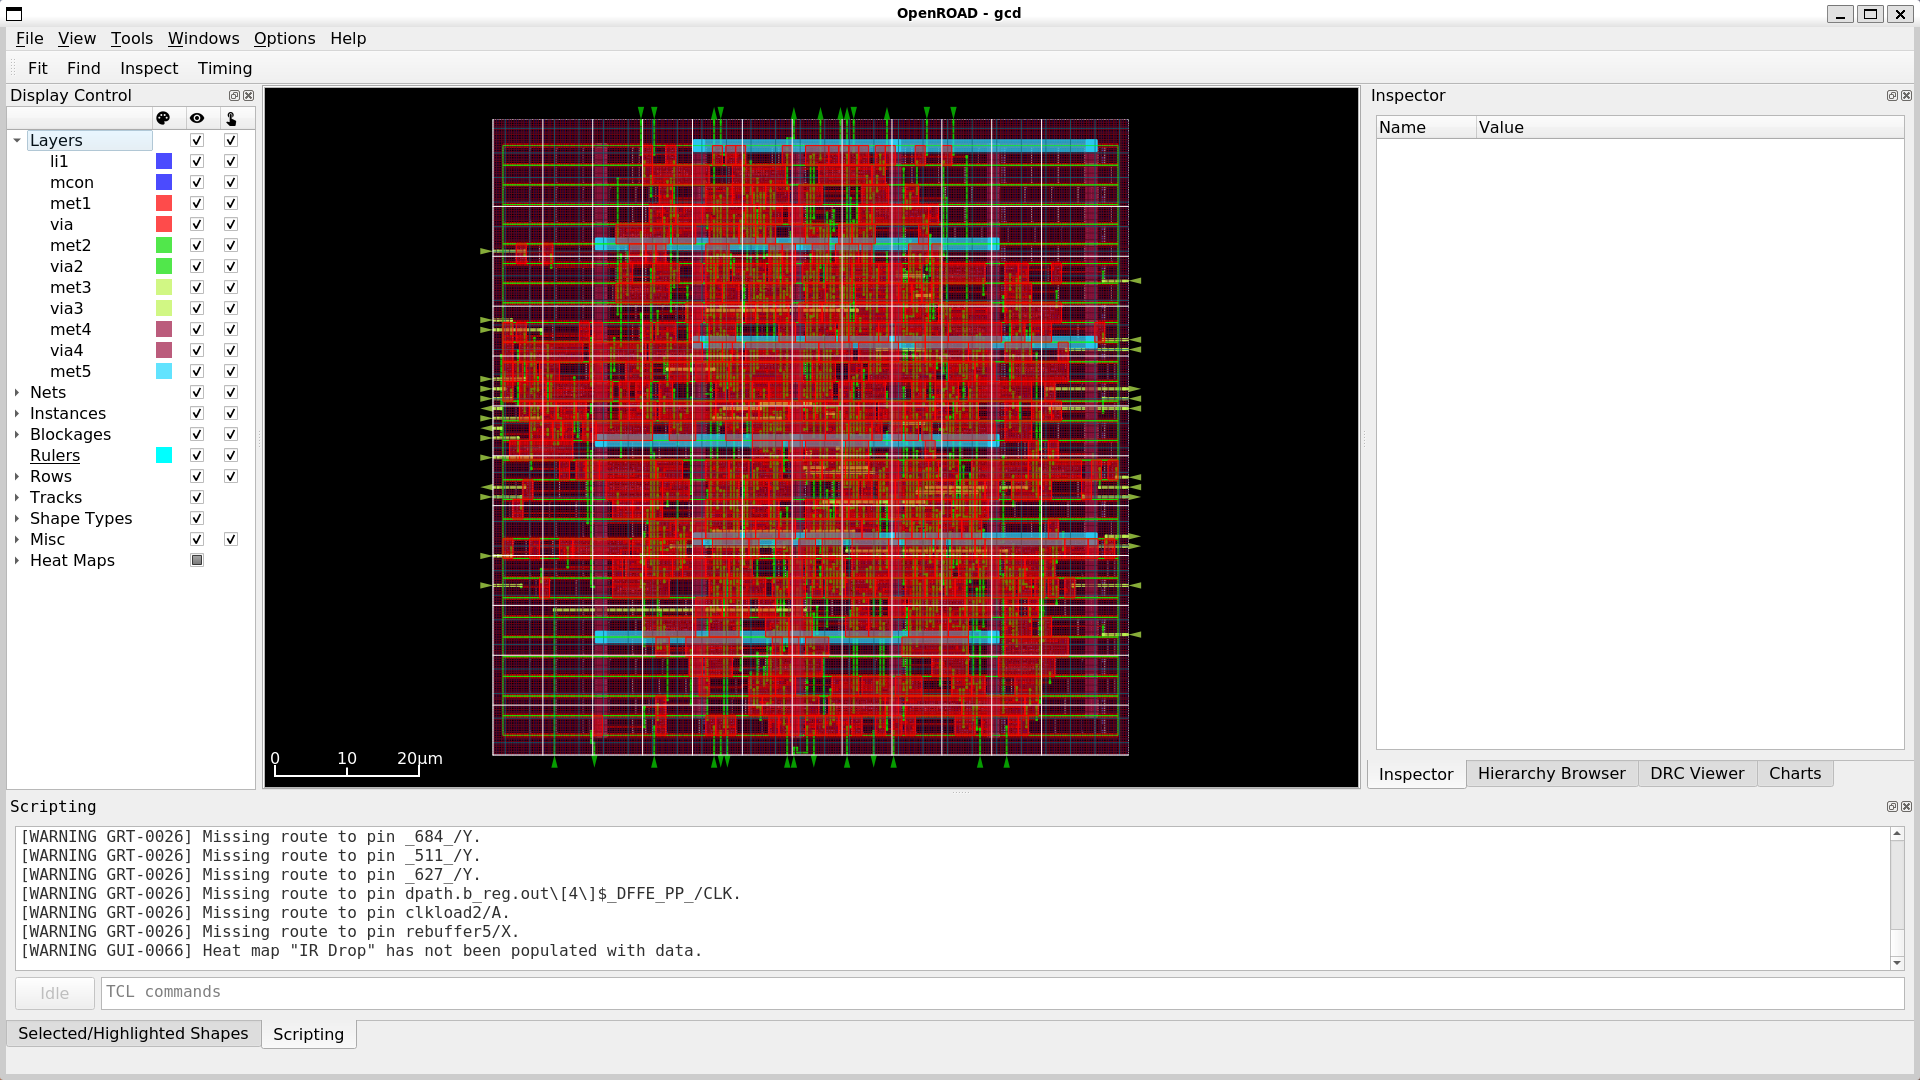 OpenROAD - gcd
File View Tools Windows Options Help
Fit Find Inspect Timing
Display Control
Layers
li1
mcon
met1
via
met2
via2
met3
via3
met4
via4
met5
Nets
Instances
Blockages
Rulers
Rows
Tracks
Shape Types
Misc
Heat Maps
0 10 20μm
Inspector
Name Value
Inspector Hierarchy Browser DRC Viewer Charts
Scripting
[WARNING GRT-0026] Missing route to pin _684_/Y.
[WARNING GRT-0026] Missing route to pin _511_/Y.
[WARNING GRT-0026] Missing route to pin _627_/Y.
[WARNING GRT-0026] Missing route to pin dpath.b_reg.out\[4\]$_DFFE_PP_/CLK.
[WARNING GRT-0026] Missing route to pin clkload2/A.
[WARNING GRT-0026] Missing route to pin rebuffer5/X.
[WARNING GUI-0066] Heat map "IR Drop" has not been populated with data.
Idle TCL commands
Selected/Highlighted Shapes Scripting